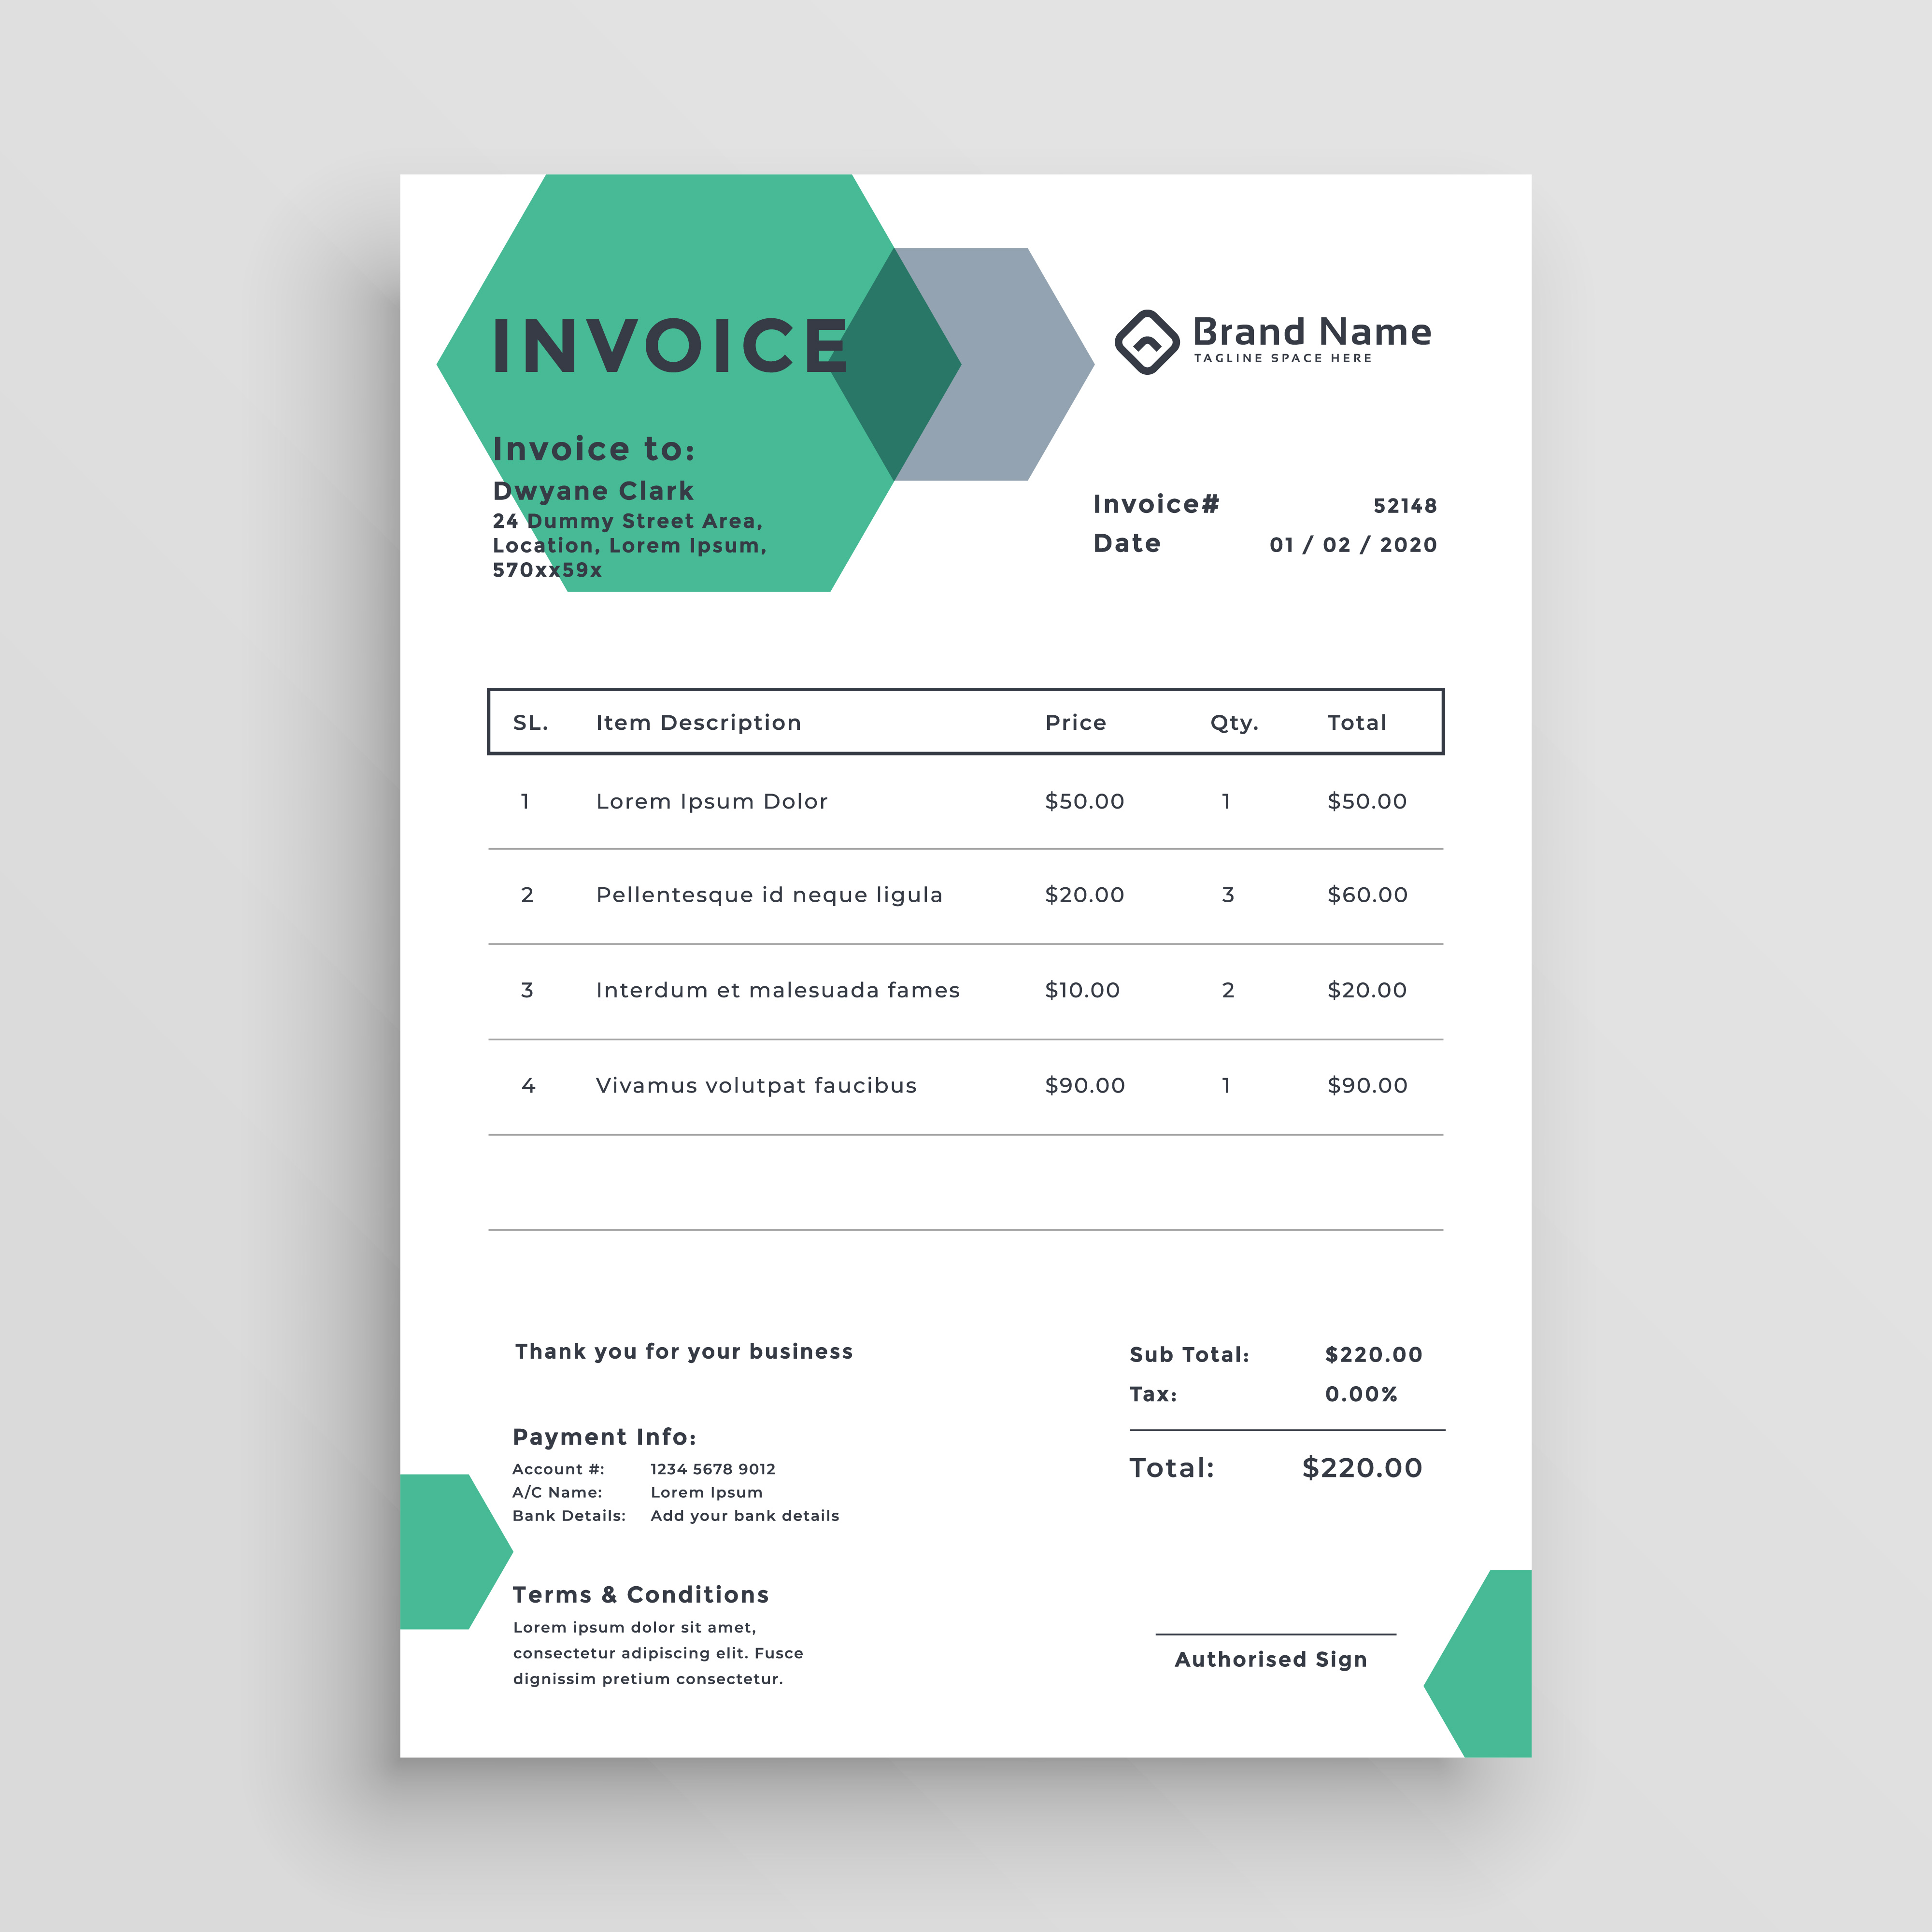 INVOICE
Brand Name
TAGLINE SPACE HERE
Invoice to:
Dwyane Clark
24 Dummy Street Area,
Location, Lorem Ipsum,
570xx59x
Invoice# 52148
Date 01 / 02 / 2020
SL. Item Description Price Qty. Total
1 Lorem Ipsum Dolor $50.00 1 $50.00
2 Pellentesque id neque ligula $20.00 3 $60.00
3 Interdum et malesuada fames $10.00 2 $20.00
4 Vivamus volutpat faucibus $90.00 1 $90.00
Thank you for your business
Sub Total: $220.00
Tax: 0.00%
Total: $220.00
Payment Info:
Account #: 1234 5678 9012
A/C Name: Lorem Ipsum
Bank Details: Add your bank details
Terms & Conditions
Lorem ipsum dolor sit amet,
consectetur adipiscing elit. Fusce
dignissim pretium consectetur.
Authorised Sign